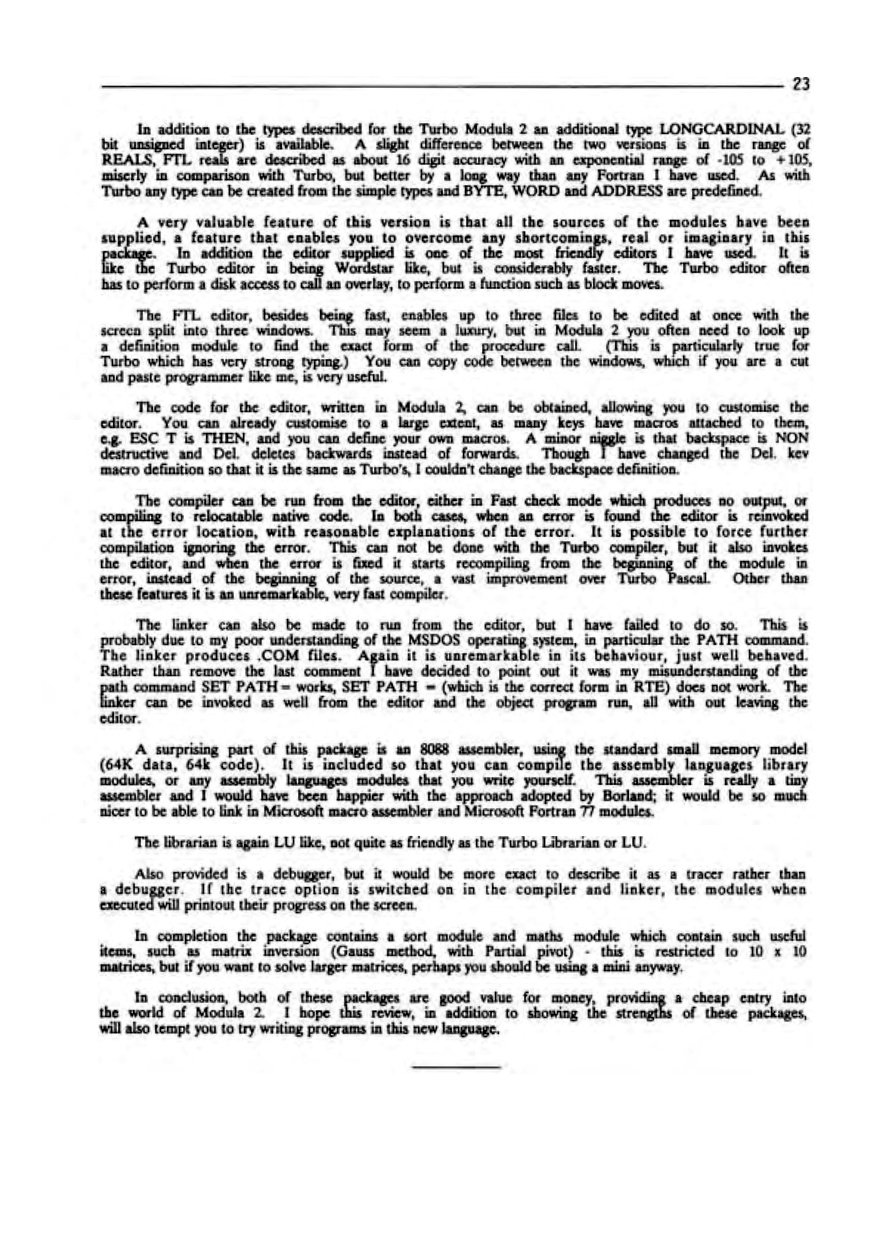 23
In addition to the types described for the Turbo Modula 2 an additional type LONGCARDINAL (32
bit unsigned integer) is available. A slight difference between the two versions is in the range of
REALS, FTL reals are described as about 16 digit accuracy with an exponential range of -105 to +105,
miserly in comparison with Turbo, but better by a long way than any Fortran I have used. As with
Turbo any type can be created from the simple types and BYTE, WORD and ADDRESS are predefined.
A very valuable feature of this version is that all the sources of the modules have been
supplied, a feature that enables you to overcome any shortcomings, real or imaginary in this
package. In addition the editor supplied is one of the most friendly editors I have used. It is
like the Turbo editor in being Wordstar like, but is considerably faster. The Turbo editor often
has to perform a disk access to call an overlay, to perform a function such as block moves.
The FTL editor, besides being fast, enables up to three files to be edited at once with the
screen split into three windows. This may seem a luxury, but in Modula 2 you often need to look up
a definition module to find the exact form of the procedure call. (This is particularly true for
Turbo which has very strong typing.) You can copy code between the windows, which if you are a cut
and paste programmer like me, is very useful.
The code for the editor, written in Modula 2, can be obtained, allowing you to customise the
editor. You can already customise to a large extent, as many keys have macros attached to them,
e.g. ESC T is THEN, and you can define your own macros. A minor niggle is that backspace is NON
destructive and Del. deletes backwards instead of forwards. Though I have changed the Del. key
macro definition so that it is the same as Turbo's, I couldn't change the backspace definition.
The compiler can be run from the editor, either in Fast check mode which produces no output, or
compiling to relocatable native code. In both cases, when an error is found the editor is reinvoked
at the error location, with reasonable explanations of the error. It is possible to force further
compilation ignoring the error. This can not be done with the Turbo compiler, but it also invokes
the editor, and when the error is fixed it starts recompiling from the beginning of the module in
error, instead of the beginning of the source, a vast improvement over Turbo Pascal. Other than
these features it is an unremarkable, very fast compiler.
The linker can also be made to run from the editor, but I have failed to do so. This is
probably due to my poor understanding of the MSDOS operating system, in particular the PATH command.
The linker produces .COM files. Again it is unremarkable in its behaviour, just well behaved.
Rather than remove the last comment I have decided to point out it was my misunderstanding of the
path command SET PATH= works, SET PATH = (which is the correct form in RTE) does not work. The
linker can be invoked as well from the editor and the object program run, all with out leaving the
editor.
A surprising part of this package is an 8088 assembler, using the standard small memory model
(64K data, 64k code). It is included so that you can compile the assembly languages library
modules, or any assembly languages modules that you write yourself. This assembler is really a tiny
assembler and I would have been happier with the approach adopted by Borland; it would be so much
nicer to be able to link in Microsoft macro assembler and Microsoft Fortran 77 modules.
The librarian is again LU like, not quite as friendly as the Turbo Librarian or LU.
Also provided is a debugger, but it would be more exact to describe it as a tracer rather than
a debugger. If the trace option is switched on in the compiler and linker, the modules when
executed will printout their progress on the screen.
In completion the package contains a sort module and maths module which contain such useful
items, such as matrix inversion (Gauss method, with Partial pivot) - this is restricted to 10 x 10
matrices, but if you want to solve larger matrices, perhaps you should be using a mini anyway.
In conclusion, both of these packages are good value for money, providing a cheap entry into
the world of Modula 2. I hope this review, in addition to showing the strengths of these packages,
will also tempt you to try writing programs in this new language.